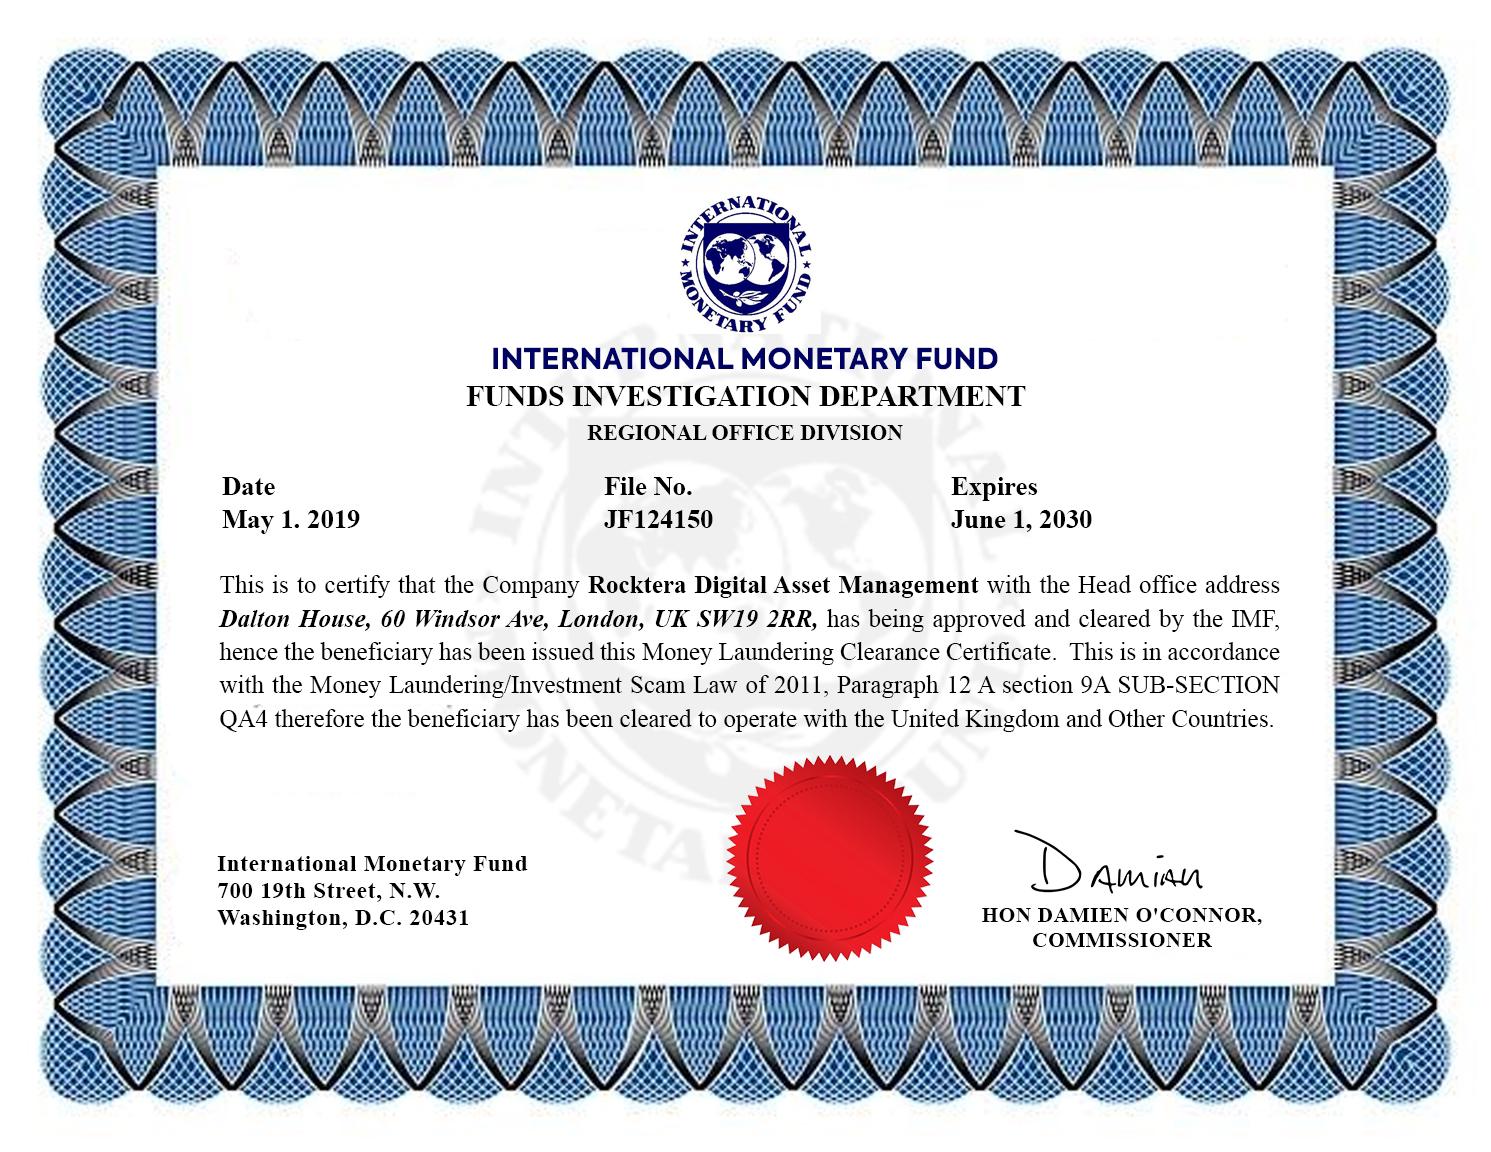 INTERNATIONAL MONETARY FUND
INTERNATIONAL MONETARY FUND
FUNDS INVESTIGATION DEPARTMENT
REGIONAL OFFICE DIVISION
Date File No. Expires
May 1. 2019 JF124150 June 1, 2030
This is to certify that the Company Rocktera Digital Asset Management with the Head office address
Dalton House, 60 Windsor Ave, London, UK SW19 2RR, has being approved and cleared by the IMF,
hence the beneficiary has been issued this Money Laundering Clearance Certificate. This is in accordance
with the Money Laundering/Investment Scam Law of 2011, Paragraph 12 A section 9A SUB-SECTION
QA4 therefore the beneficiary has been cleared to operate with the United Kingdom and Other Countries.
INTERNATIONAL MONETARY FUND
International Monetary Fund
700 19th Street, N.W.
Washington, D.C. 20431
Damian
HON DAMIEN O'CONNOR,
COMMISSIONER